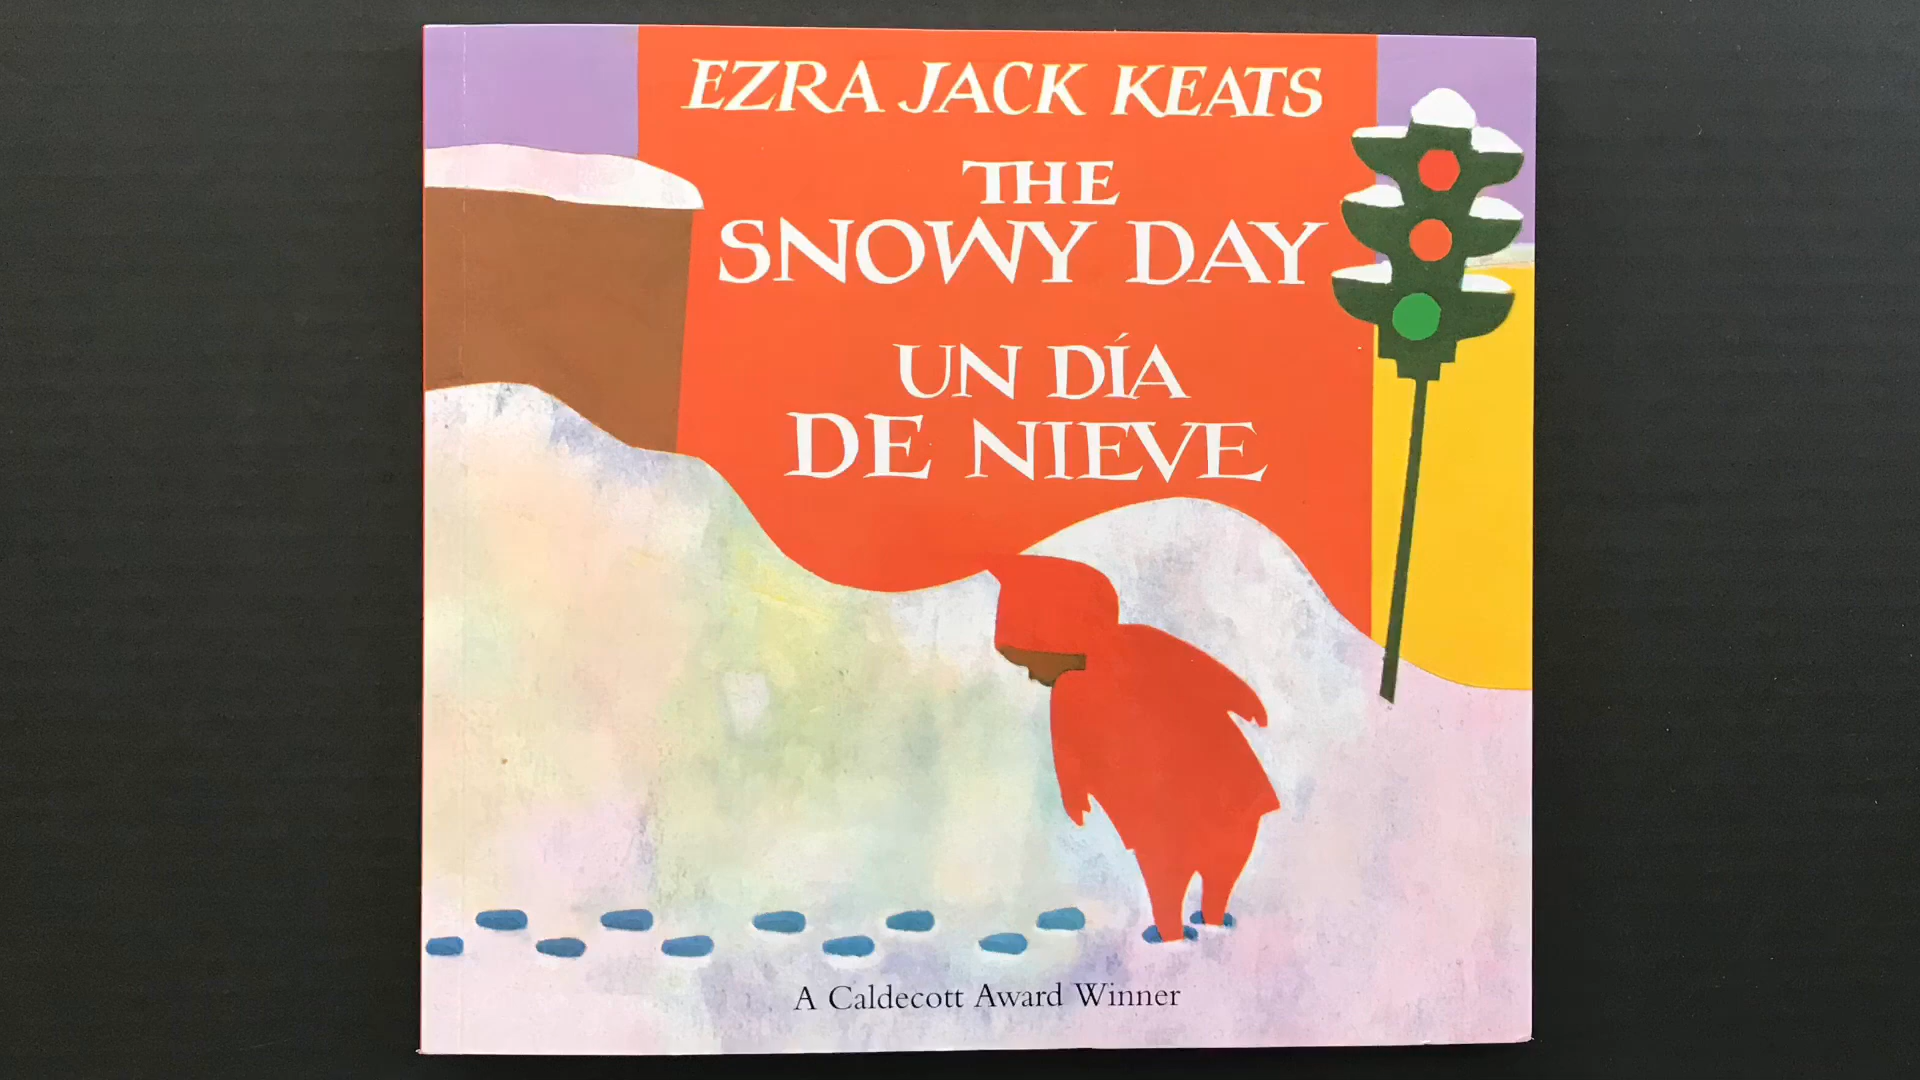 EZRA JACK KEATS
THE
SNOWY DAY
UN DÍA
DE NIEVE
A Caldecott Award Winner